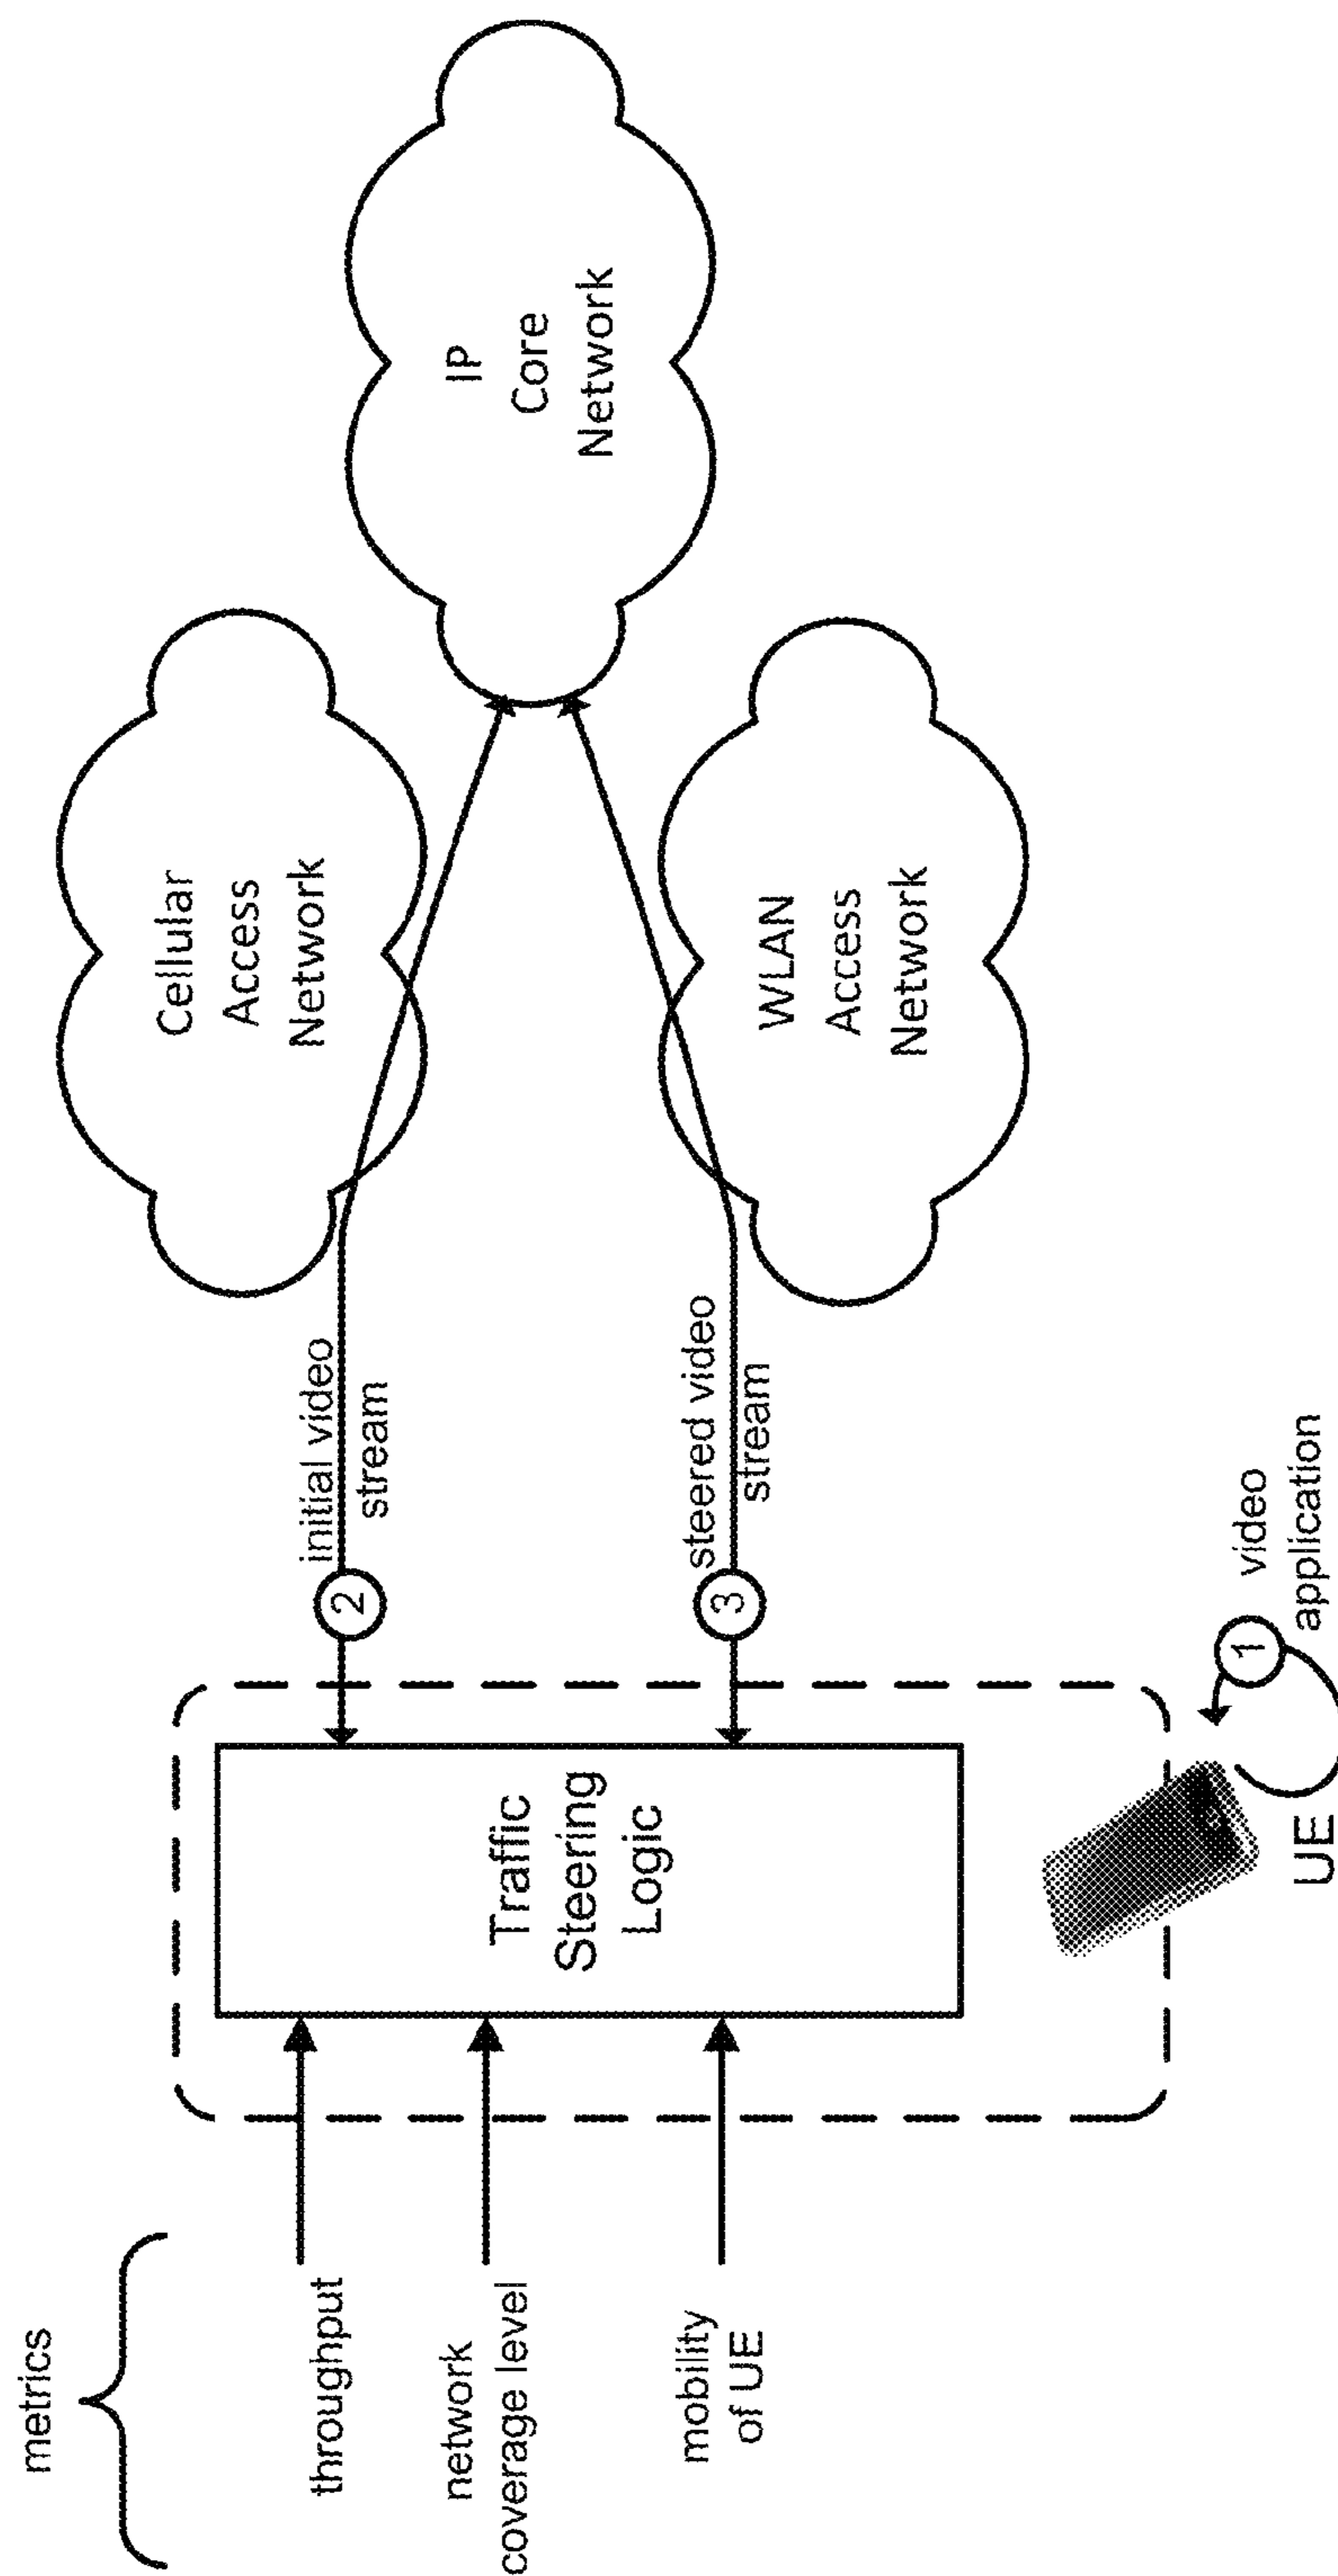 metrics
throughput
network
coverage level
mobility
of UE
Traffic
Steering
Logic
UE
1
video
application
2
initial video
stream
3
steered video
stream
Cellular
Access
Network
WLAN
Access
Network
IP
Core
Network